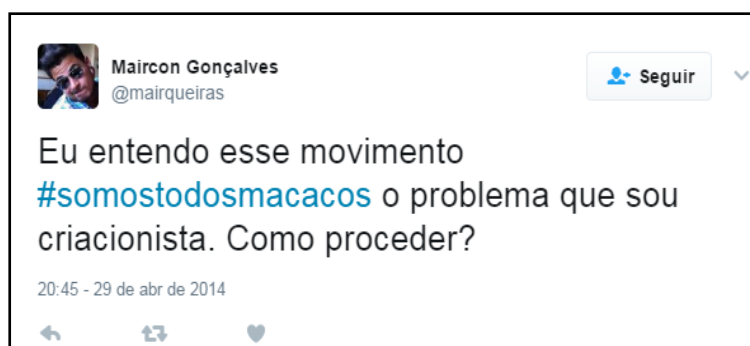 Maircon Gonçalves
@mairqueiras
Seguir
Eu entendo esse movimento
#somostodosmacacos o problema que sou
criacionista. Como proceder?
20:45 - 29 de abr de 2014